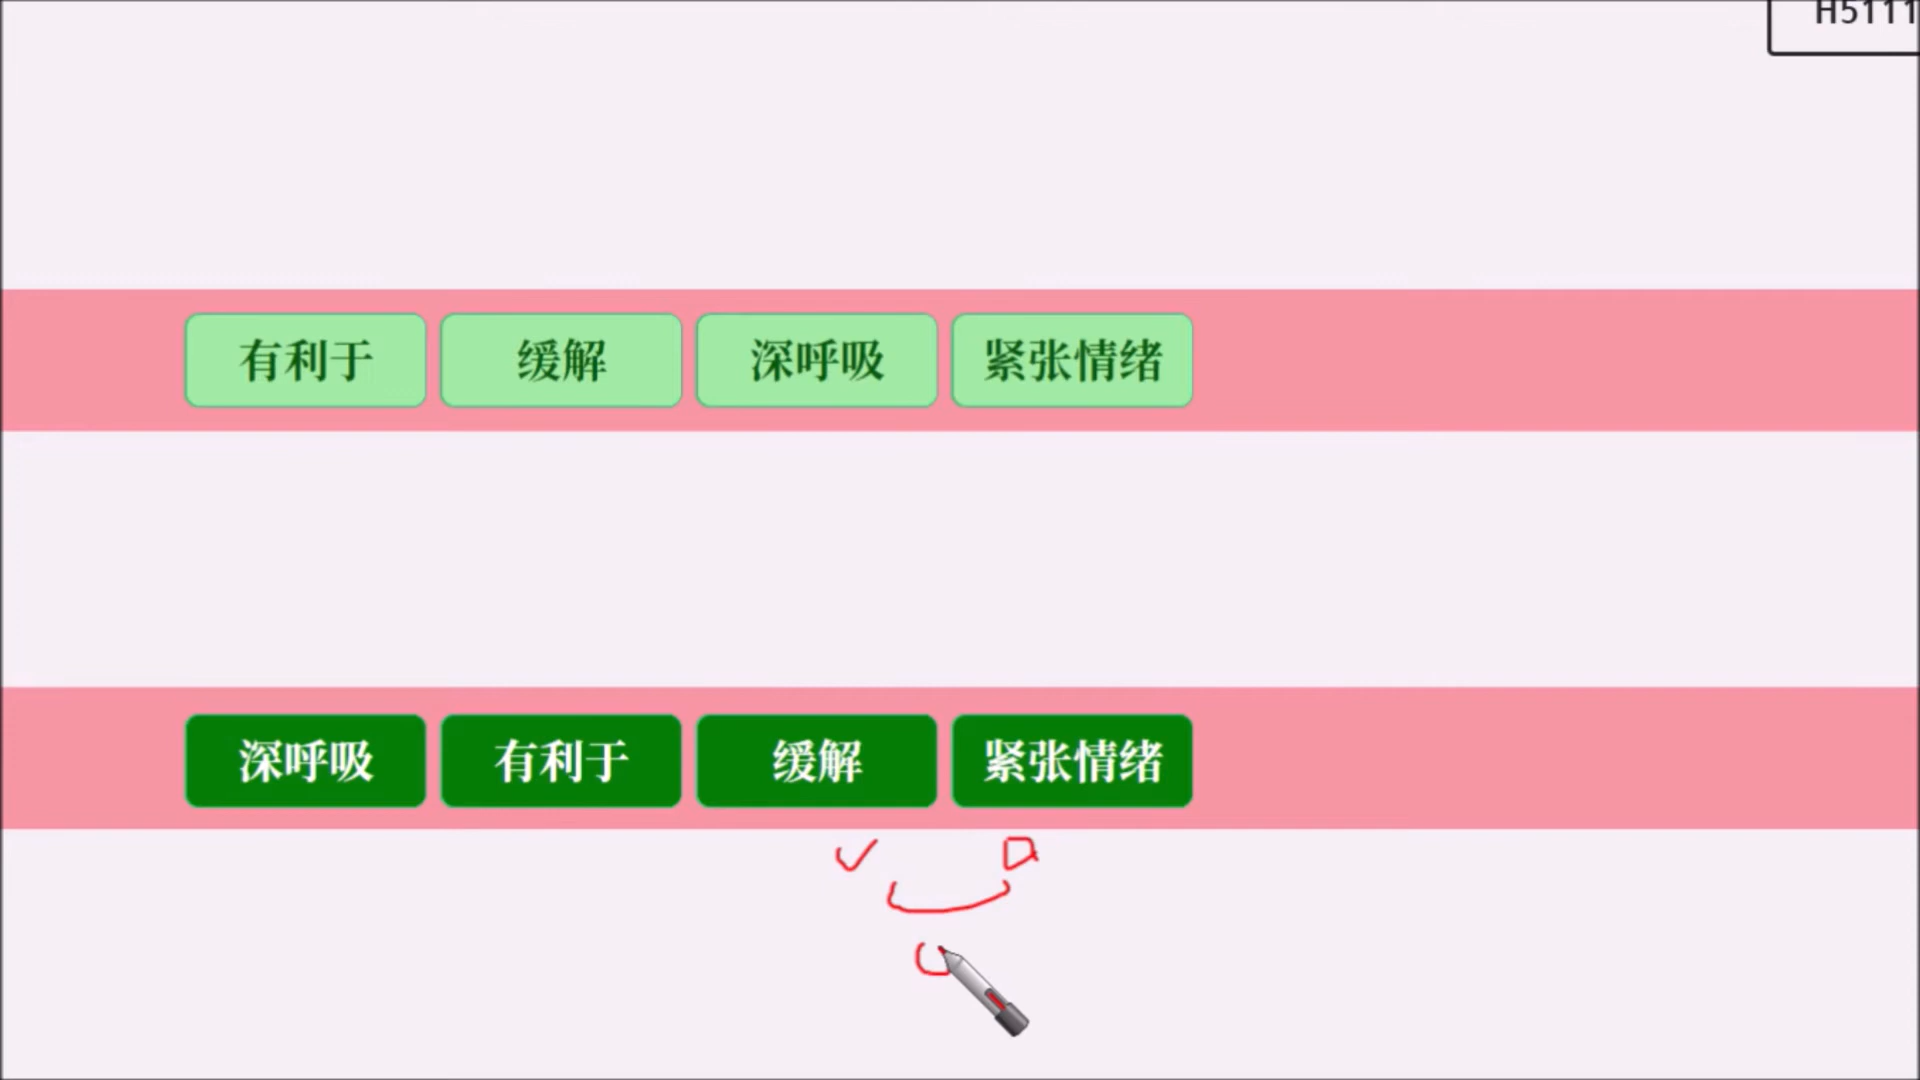 H5111
有利于 缓解 深呼吸 紧张情绪
深呼吸 有利于 缓解 紧张情绪